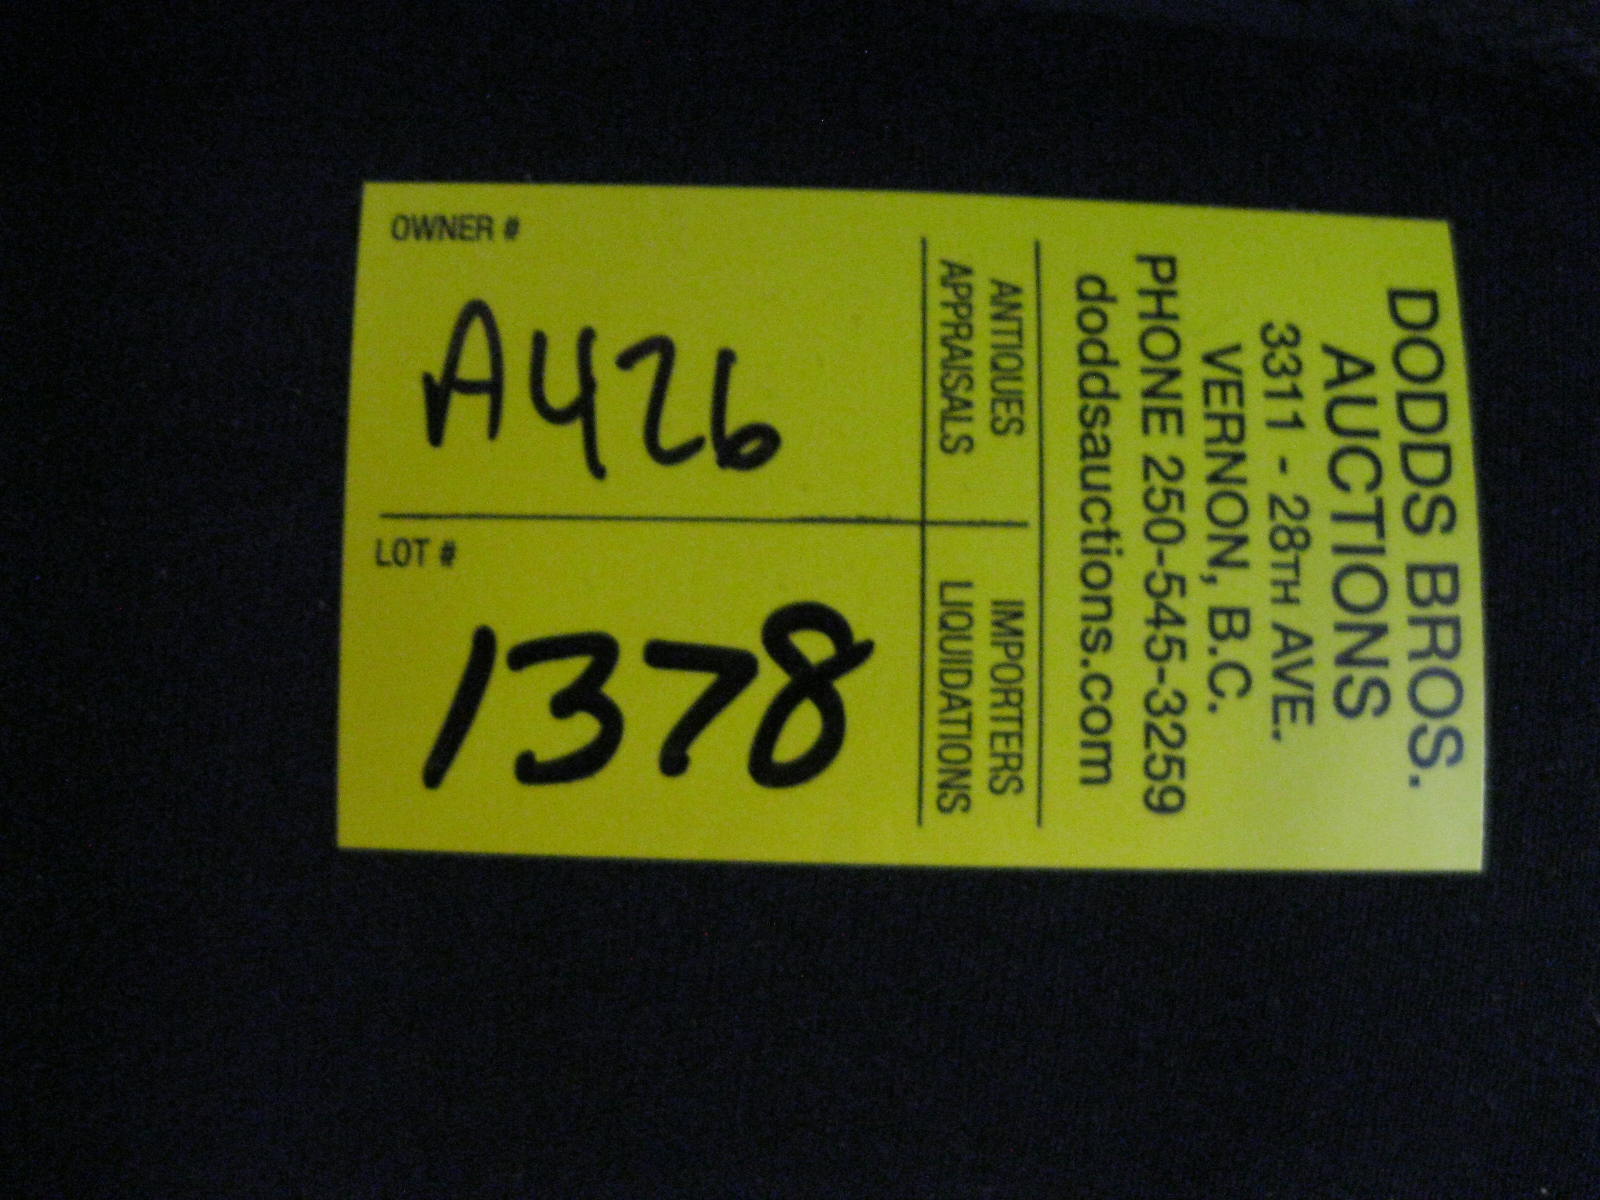 DODDS BROS.
AUCTIONS
3311 - 28TH AVE.
VERNON, B.C.
PHONE 250-545-3259
doddsauctions.com
ANTIQUES IMPORTERS
APPRAISALS LIQUIDATIONS
OWNER #
A426
LOT #
1378